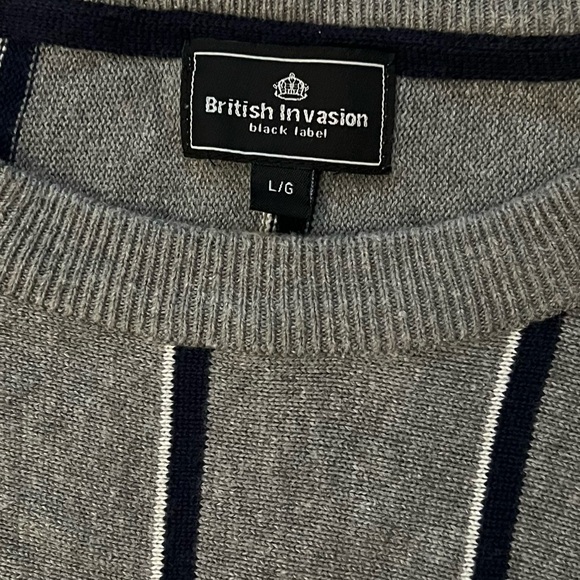 British Invasion
black label
L/G